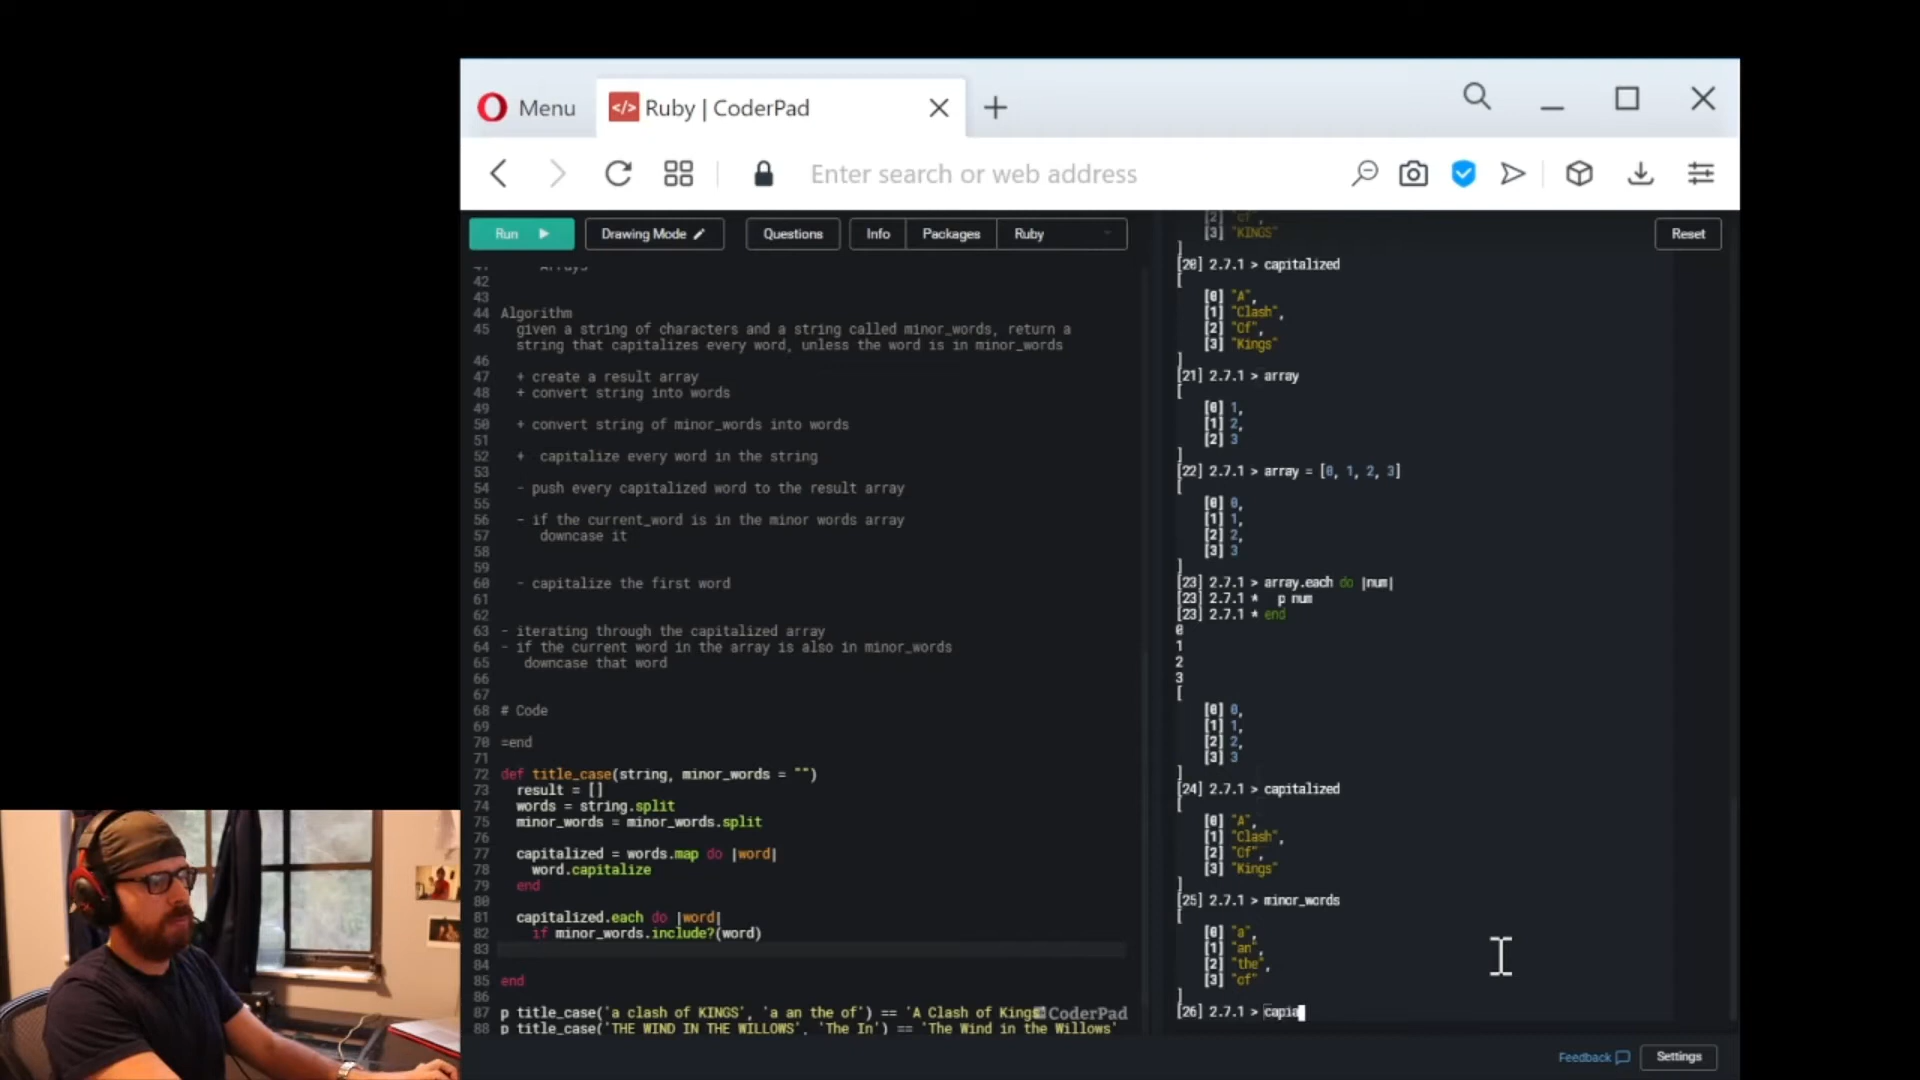 Menu
Ruby | CoderPad
Enter search or web address
Run
Drawing Mode
Questions
Info
Packages
Ruby
Reset
41 Arrays
42
43
44 Algorithm
45 given a string of characters and a string called minor_words, return a
string that capitalizes every word, unless the word is in minor_words
46
47 + create a result array
48 + convert string into words
49
50 + convert string of minor_words into words
51
52 + capitalize every word in the string
53
54 - push every capitalized word to the result array
55
56 - if the current_word is in the minor words array
57 downcase it
58
59
60 - capitalize the first word
61
62
63 - iterating through the capitalized array
64 - if the current word in the array is also in minor_words
65 downcase that word
66
67
68 # Code
69
70 =end
71
72 def title_case(string, minor_words = "")
73 result = []
74 words = string.split
75 minor_words = minor_words.split
76
77 capitalized = words.map do |word|
78 word.capitalize
79 end
80
81 capitalized.each do |word|
82 if minor_words.include?(word)
83
84
85 end
86
87 p title_case('a clash of KINGS', 'a an the of') == 'A Clash of Kings
88 p title_case('THE WIND IN THE WILLOWS', 'The In') == 'The Wind in the Willows'
CoderPad
[2] "of",
[3] "KINGS"
]
[20] 2.7.1 > capitalized
[
[0] "A",
[1] "Clash",
[2] "Of",
[3] "Kings"
]
[21] 2.7.1 > array
[
[0] 1,
[1] 2,
[2] 3
]
[22] 2.7.1 > array = [0, 1, 2, 3]
[
[0] 0,
[1] 1,
[2] 2,
[3] 3
]
[23] 2.7.1 > array.each do |num|
[23] 2.7.1 * p num
[23] 2.7.1 * end
0
1
2
3
[
[0] 0,
[1] 1,
[2] 2,
[3] 3
]
[24] 2.7.1 > capitalized
[
[0] "A",
[1] "Clash",
[2] "Of",
[3] "Kings"
]
[25] 2.7.1 > minor_words
[
[0] "a",
[1] "an",
[2] "the",
[3] "of"
]
[26] 2.7.1 > capia
Feedback
Settings